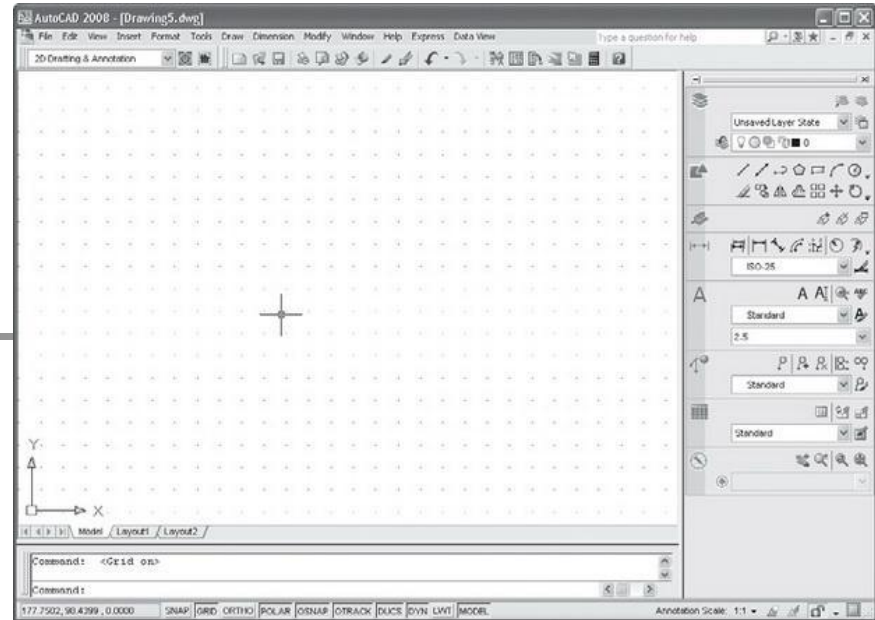 AutoCAD 2008 - [Drawing5.dwg]
File Edit View Insert Format Tools Draw Dimension Modify Window Help Express Data View Type a question for help
2D Drafting & Annotation
Unsaved Layer State
0
ISO-25
A A AI
Standard A
2.5
Standard
Standard
Y
X
Model Layout1 Layout2
Command: <Grid on>
Command:
177.7502, 98.4399 , 0.0000 SNAP GRID ORTHO POLAR OSNAP OTRACK DUCS DYN LWT MODEL Annotation Scale: 1:1